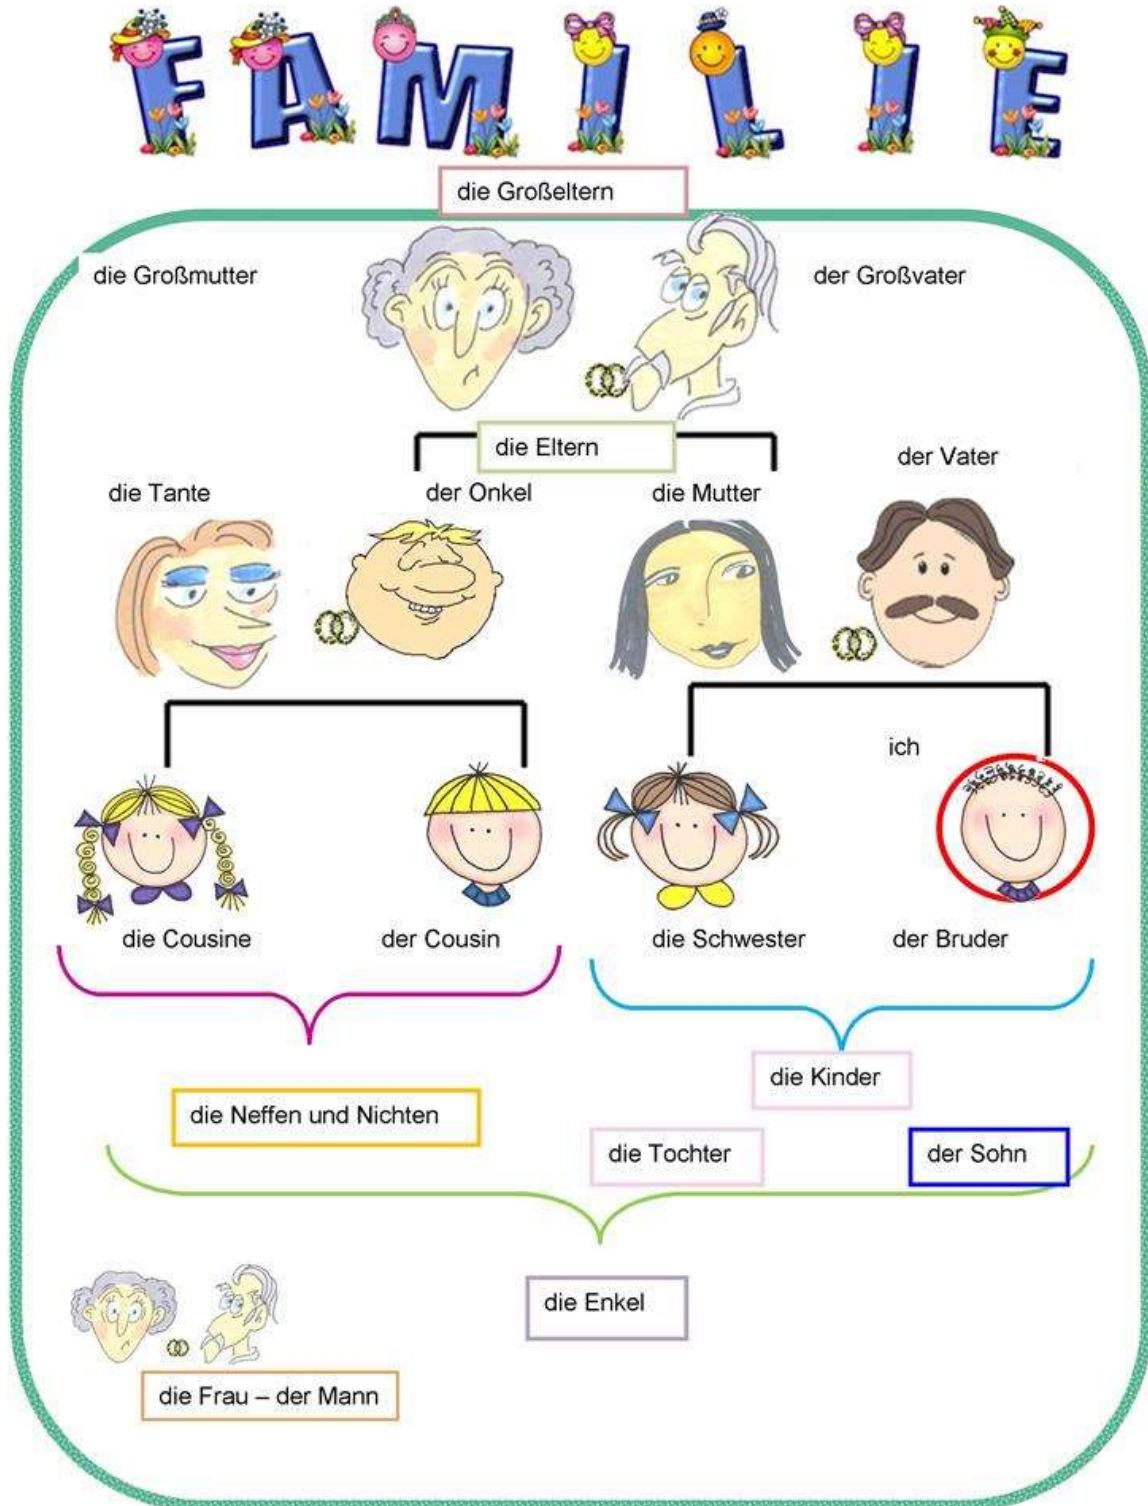 FAMILIE
die Großeltern
die Großmutter
der Großvater
die Eltern
der Vater
die Tante
der Onkel
die Mutter
ich
die Cousine
der Cousin
die Schwester
der Bruder
die Kinder
die Neffen und Nichten
die Tochter
der Sohn
die Enkel
die Frau – der Mann